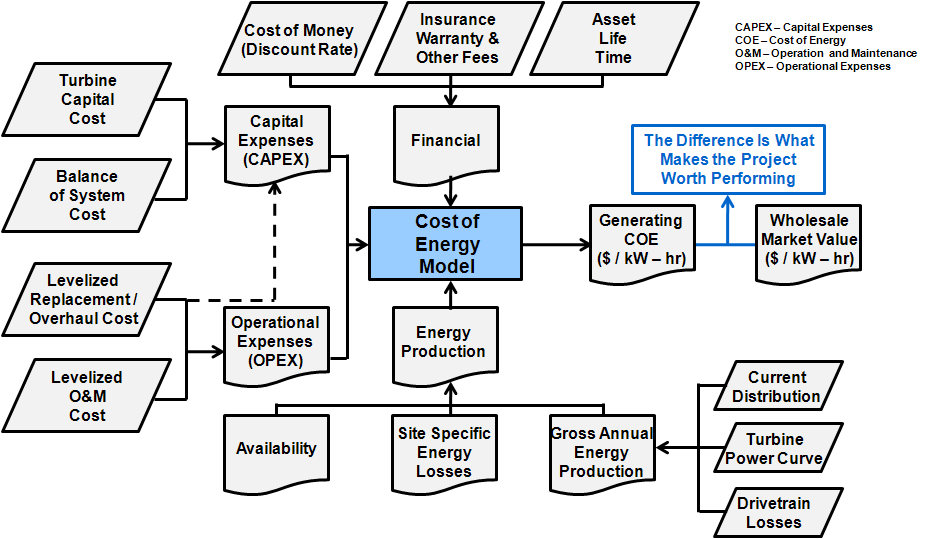 Cost of Money
(Discount Rate)
Insurance
Warranty &
Other Fees
Asset
Life
Time
CAPEX – Capital Expenses
COE – Cost of Energy
O&M – Operation and Maintenance
OPEX – Operational Expenses
Turbine
Capital
Cost
Balance
of System
Cost
Capital
Expenses
(CAPEX)
Financial
The Difference Is What
Makes the Project
Worth Performing
Cost of
Energy
Model
Generating
COE
($ / kW – hr)
Wholesale
Market Value
($ / kW – hr)
Levelized
Replacement /
Overhaul Cost
Levelized
O&M
Cost
Operational
Expenses
(OPEX)
Energy
Production
Availability
Site Specific
Energy
Losses
Gross Annual
Energy
Production
Current
Distribution
Turbine
Power Curve
Drivetrain
Losses